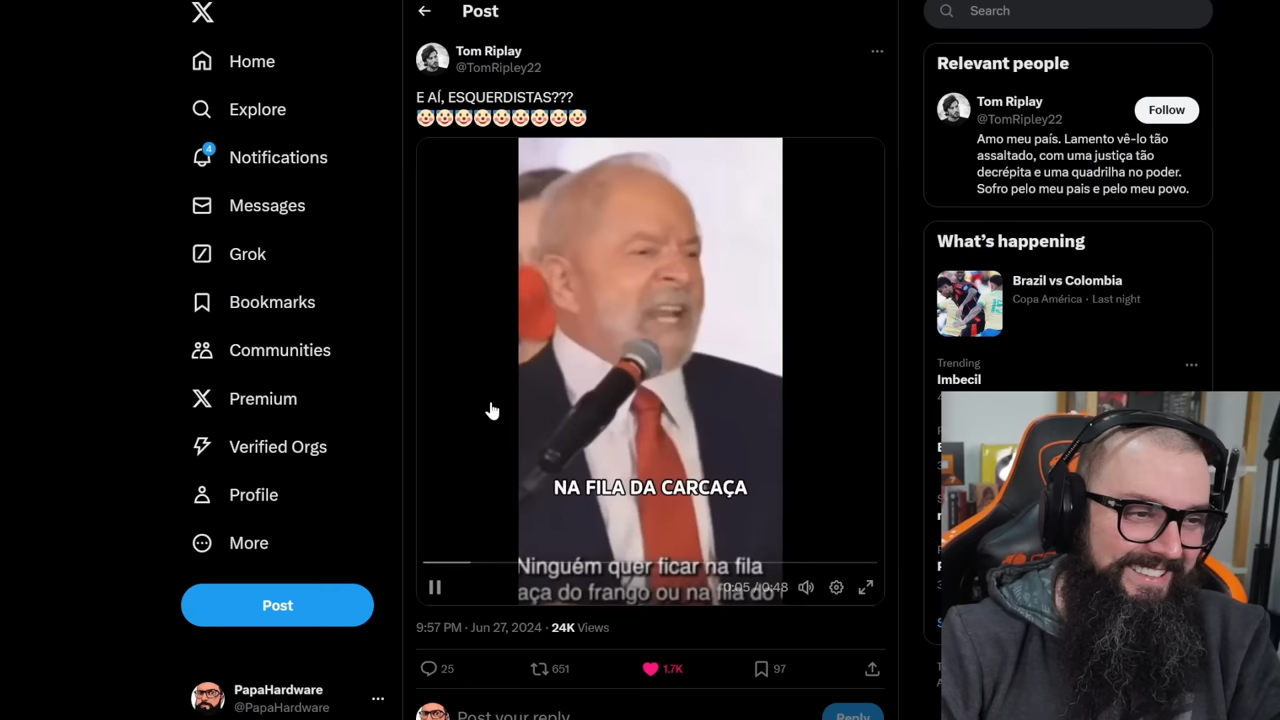 Home
Explore
4
Notifications
Messages
Grok
Bookmarks
Communities
Premium
Verified Orgs
Profile
More
Post
PapaHardware
@PapaHardware
Post
Tom Riplay
@TomRipley22
E AÍ, ESQUERDISTAS???
NA FILA DA CARCAÇA
Ninguém quer ficar na fila
aça do frango ou na fila do
0:05 / 0:48
9:57 PM · Jun 27, 2024 · 24K Views
25
651
1.7K
97
Post your reply
Reply
Search
Relevant people
Tom Riplay
@TomRipley22
Follow
Amo meu país. Lamento vê-lo tão
assaltado, com uma justiça tão
decrépita e uma quadrilha no poder.
Sofro pelo meu pais e pelo meu povo.
What's happening
Brazil vs Colombia
Copa América · Last night
Trending
Imbecil